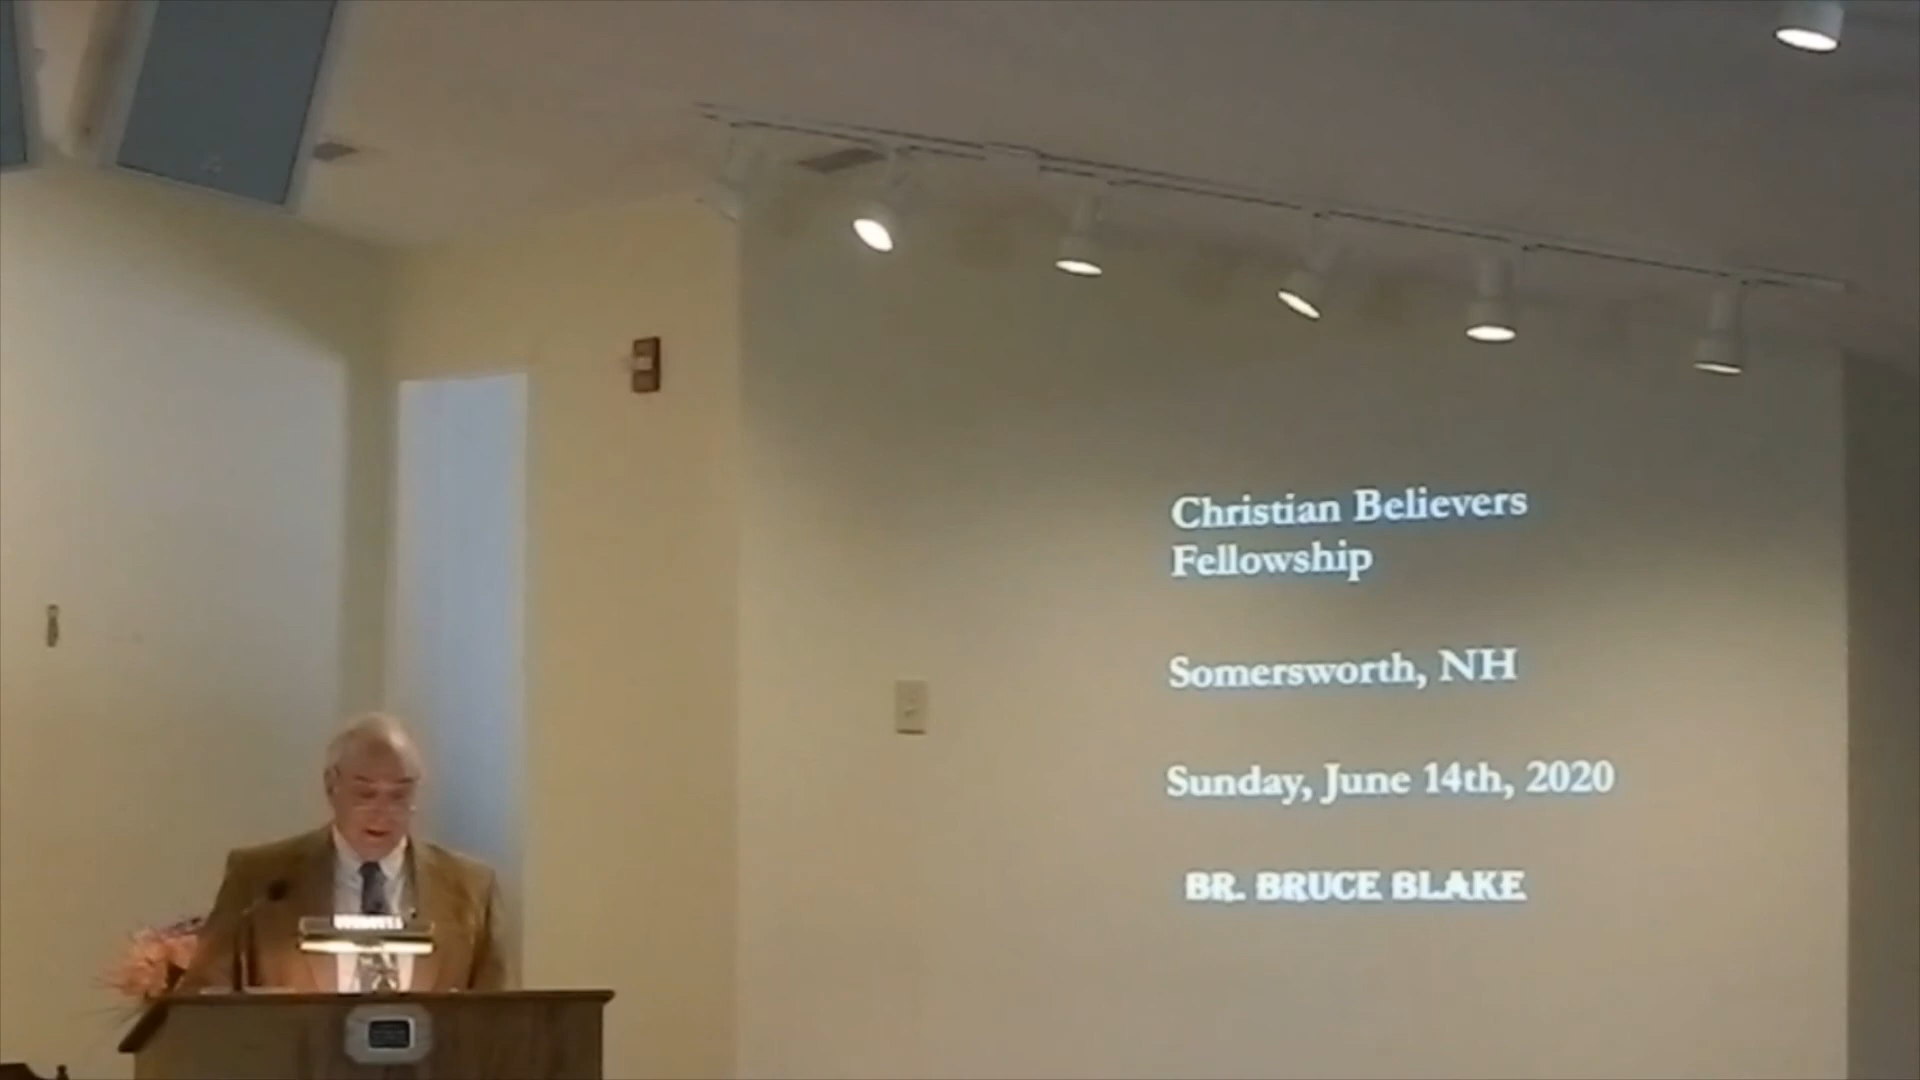 Christian Believers
Fellowship
Somersworth, NH
Sunday, June 14th, 2020
BR. BRUCE BLAKE